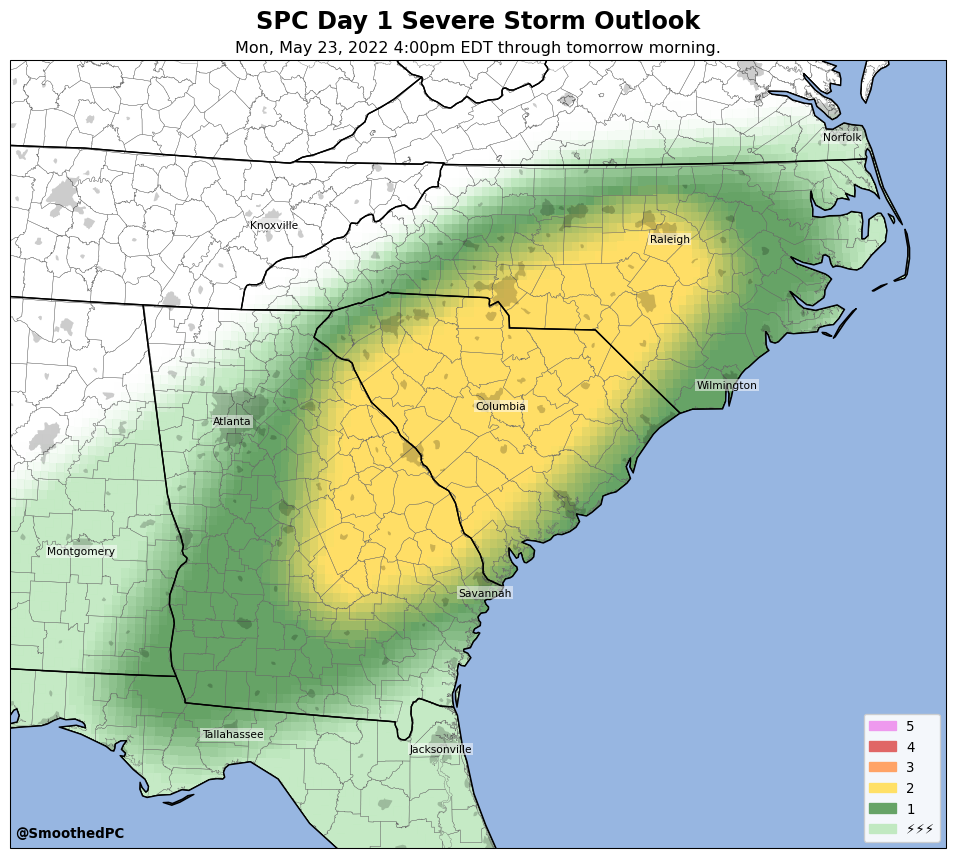 SPC Day 1 Severe Storm Outlook
Mon, May 23, 2022 4:00pm EDT through tomorrow morning.
Norfolk
Knoxville
Raleigh
Wilmington
Columbia
Atlanta
Montgomery
Savannah
Tallahassee
Jacksonville
5
4
3
2
1
⚡⚡⚡
@SmoothedPC